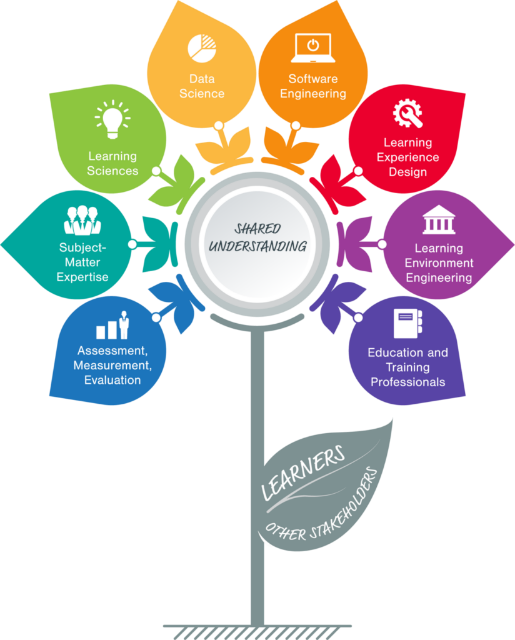 Data
Science
Software
Engineering
Learning
Sciences
Learning
Experience
Design
Subject-
Matter
Expertise
SHARED
UNDERSTANDING
Learning
Environment
Engineering
Assessment,
Measurement,
Evaluation
Education and
Training
Professionals
LEARNERS
OTHER STAKEHOLDERS